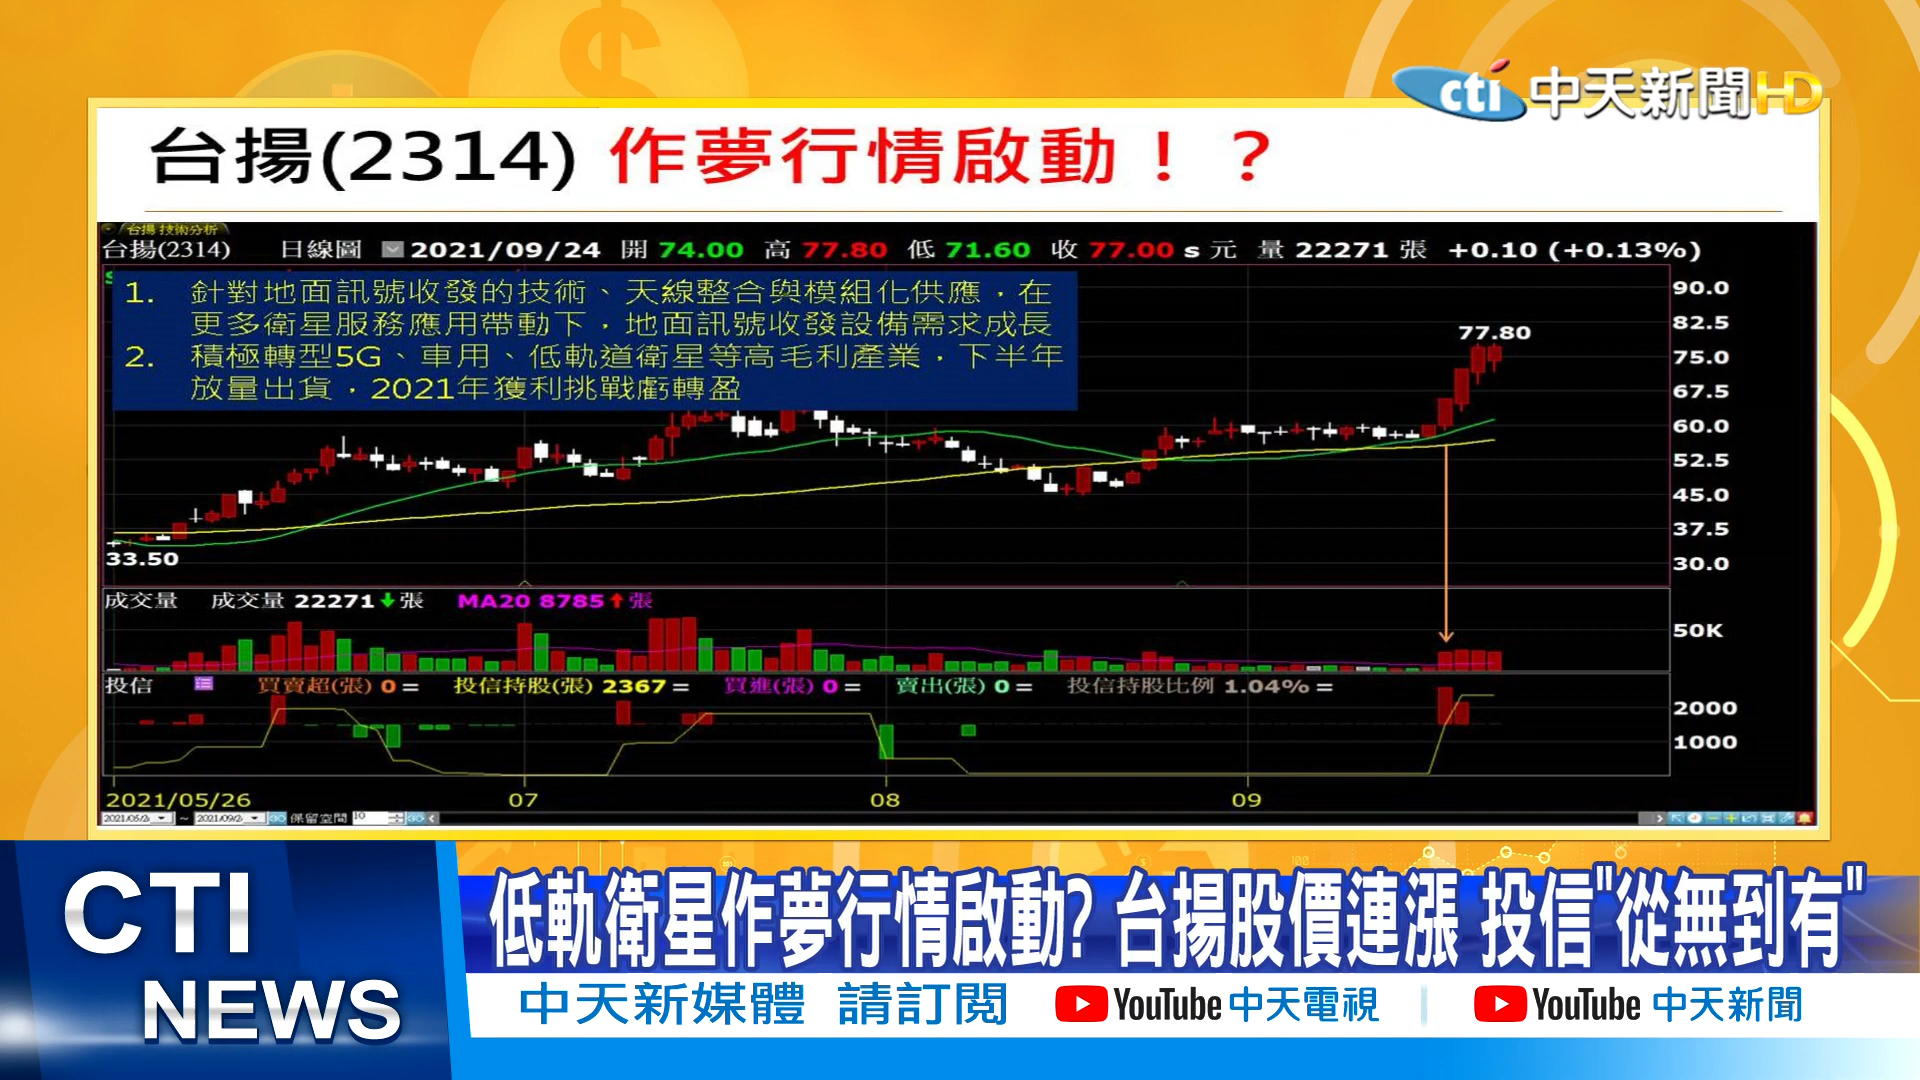 cti 中天新聞HD
台揚(2314) 作夢行情啟動！？
台揚 技術分析
台揚(2314) 日線圖 2021/09/24 開 74.00 高 77.80 低 71.60 收 77.00 s 元 量 22271 張 +0.10 (+0.13%)
1. 針對地面訊號收發的技術、天線整合與模組化供應，在
更多衛星服務應用帶動下，地面訊號收發設備需求成長
2. 積極轉型5G、車用、低軌道衛星等高毛利產業，下半年
放量出貨，2021年獲利挑戰虧轉盈
90.0
82.5
77.80
75.0
67.5
60.0
52.5
45.0
37.5
33.50
30.0
成交量 成交量 22271↓張 MA20 8785↑張
50K
投信 買賣超(張) 0 = 投信持股(張) 2367 = 買進(張) 0 = 賣出(張) 0 = 投信持股比例 1.04% =
2000
1000
2021/05/26 07 08 09
保留空間 10
CTI
NEWS
低軌衛星作夢行情啟動? 台揚股價連漲 投信"從無到有"
中天新媒體 請訂閱 YouTube 中天電視 | YouTube 中天新聞